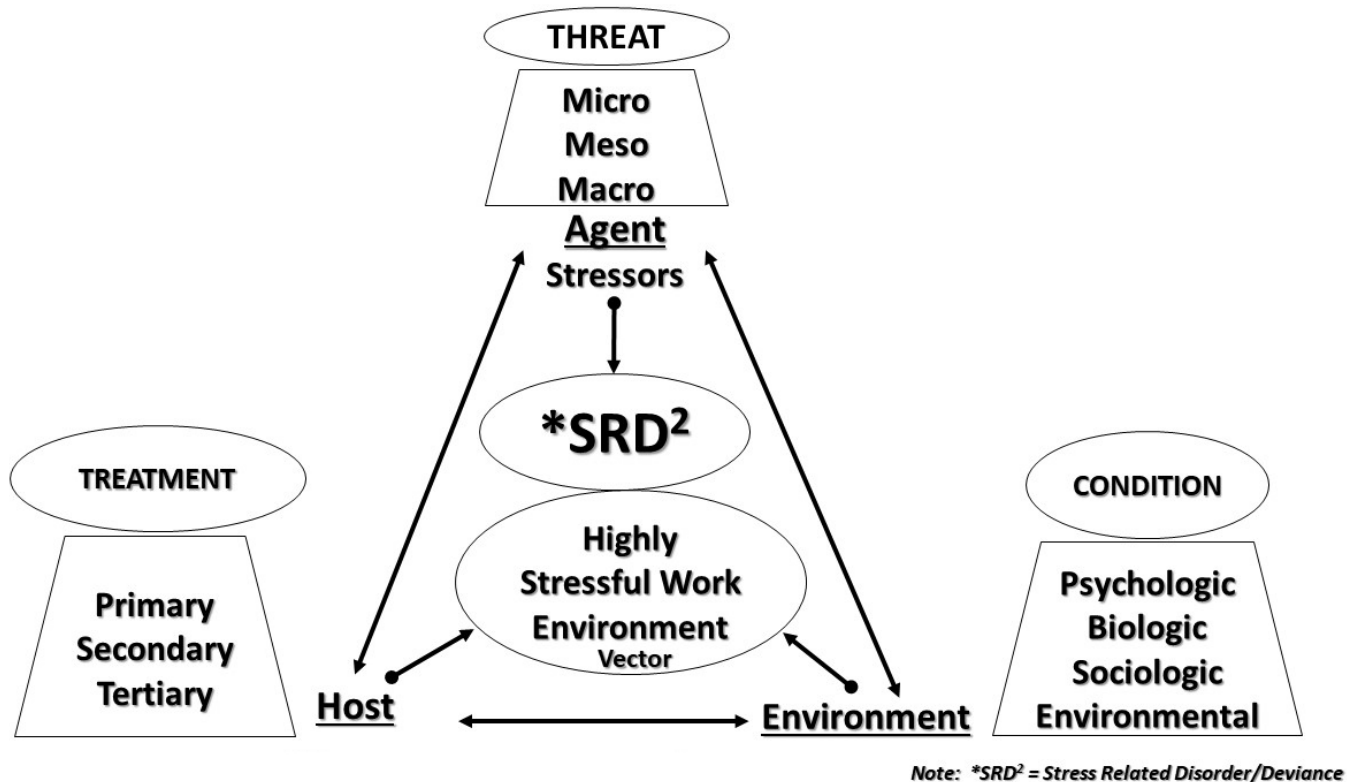 THREAT
Micro
Meso
Macro
Agent
Stressors
*SRD²
Highly
Stressful Work
Environment
Vector
TREATMENT
Primary
Secondary
Tertiary
Host
Environment
CONDITION
Psychologic
Biologic
Sociologic
Environmental
Note: *SRD² = Stress Related Disorder/Deviance